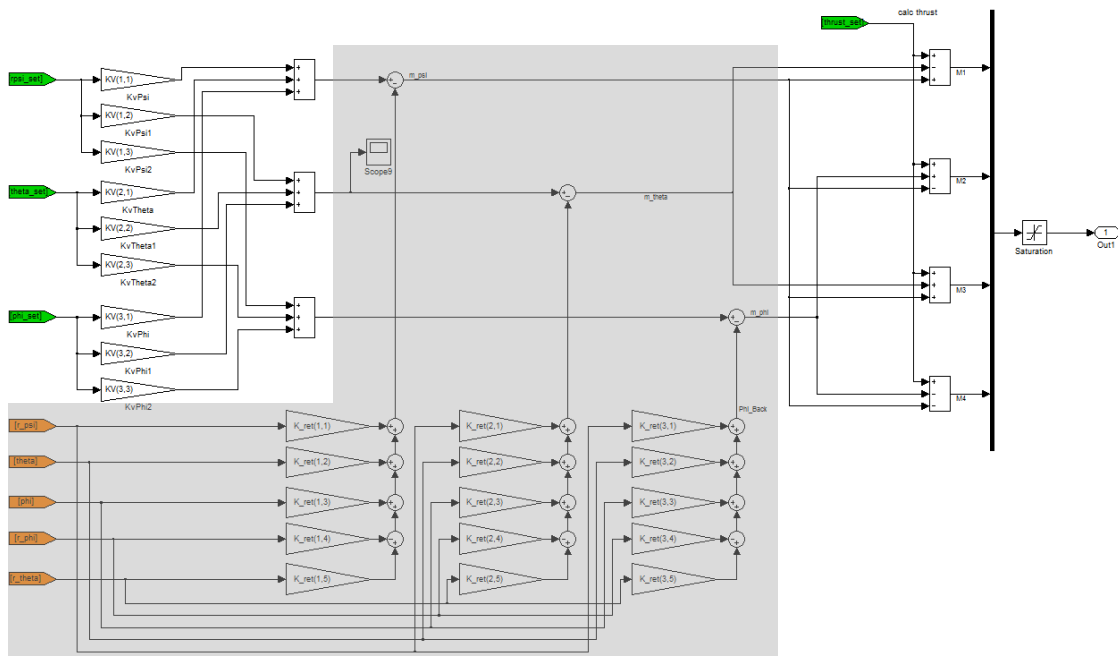 calc thrust
[thrust_set]
rpsi_set]
KV(1,1)
KvPsi
KV(1,2)
KvPsi1
KV(1,3)
KvPsi2
theta_set]
KV(2,1)
KvTheta
KV(2,2)
KvTheta1
KV(2,3)
KvTheta2
[phi_set]
KV(3,1)
KvPhi
KV(3,2)
KvPhi1
KV(3,3)
KvPhi2
+
+
+
+
+
+
+
+
+
m_psi
Scope9
m_theta
m_phi
Phi_Back
[r_psi]
K_ret(1,1)
K_ret(2,1)
K_ret(3,1)
[theta]
K_ret(1,2)
K_ret(2,2)
K_ret(3,2)
[phi]
K_ret(1,3)
K_ret(2,3)
K_ret(3,3)
[r_phi]
K_ret(1,4)
K_ret(2,4)
K_ret(3,4)
[r_theta]
K_ret(1,5)
K_ret(2,5)
K_ret(3,5)
+
−
+
M1
+
+
−
M2
+
+
+
M3
+
−
−
M4
Saturation
1
Out1